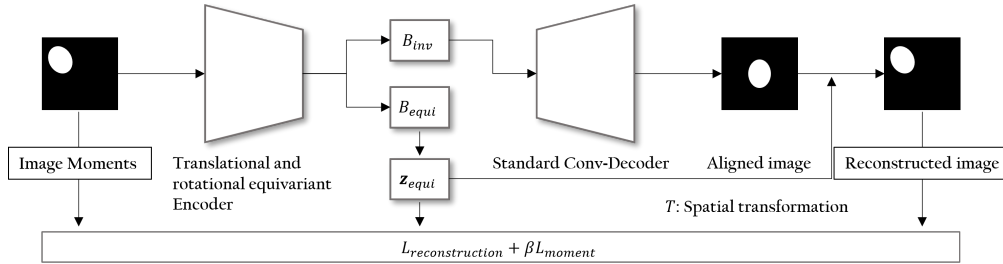 B_inv
B_equi
Image Moments
Translational and
rotational equivariant
Encoder
z_equi
Standard Conv-Decoder
Aligned image
Reconstructed image
T: Spatial transformation
L_reconstruction + βL_moment